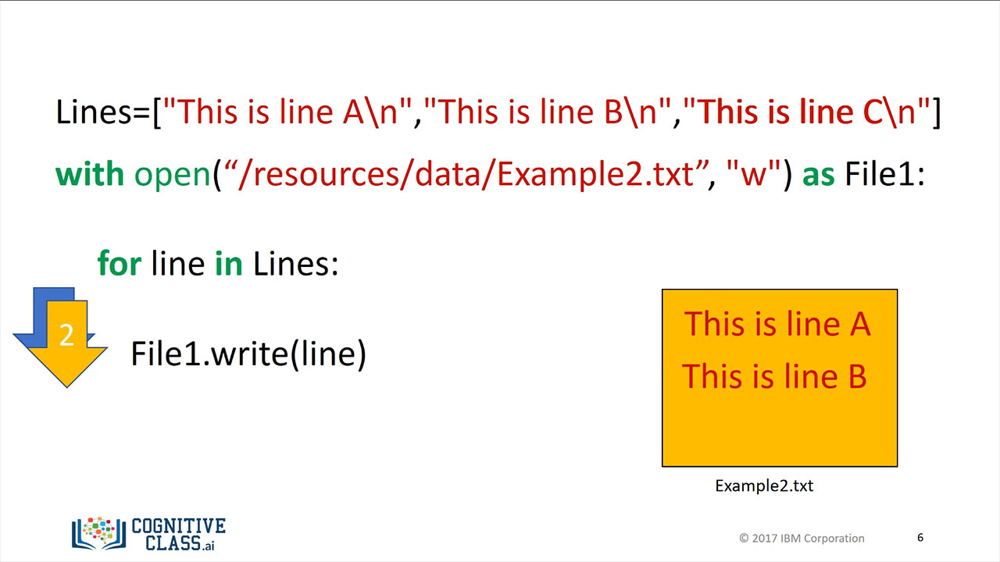 Lines=["This is line A\n","This is line B\n","This is line C\n"]
with open(“/resources/data/Example2.txt”, "w") as File1:
for line in Lines:
2
File1.write(line)
This is line A
This is line B
Example2.txt
COGNITIVE
CLASS.ai
© 2017 IBM Corporation
6